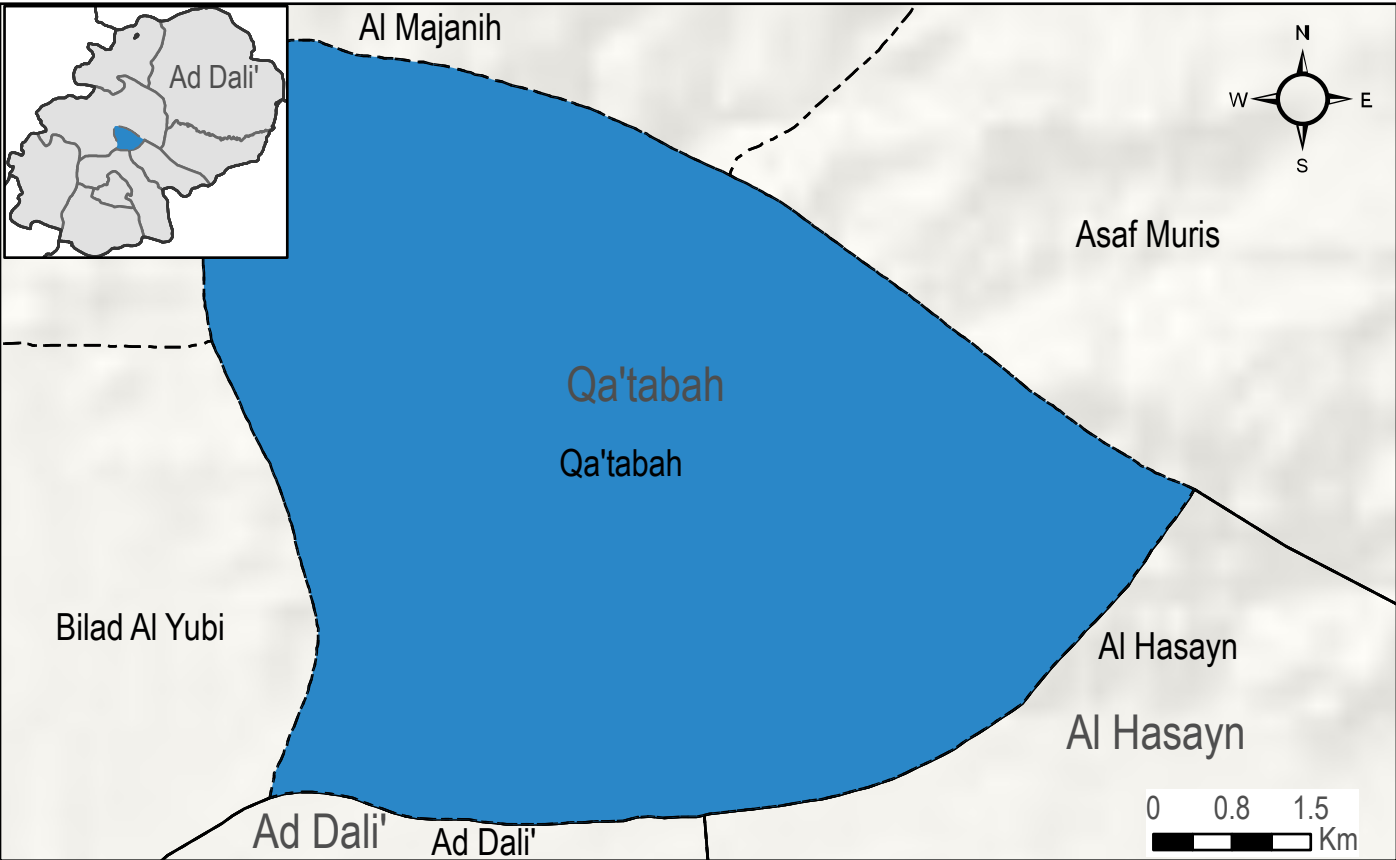 Al Majanih
Ad Dali'
N
W
E
S
Asaf Muris
Qa'tabah
Qa'tabah
Bilad Al Yubi
Al Hasayn
Al Hasayn
0 0.8 1.5
Km
Ad Dali'
Ad Dali'